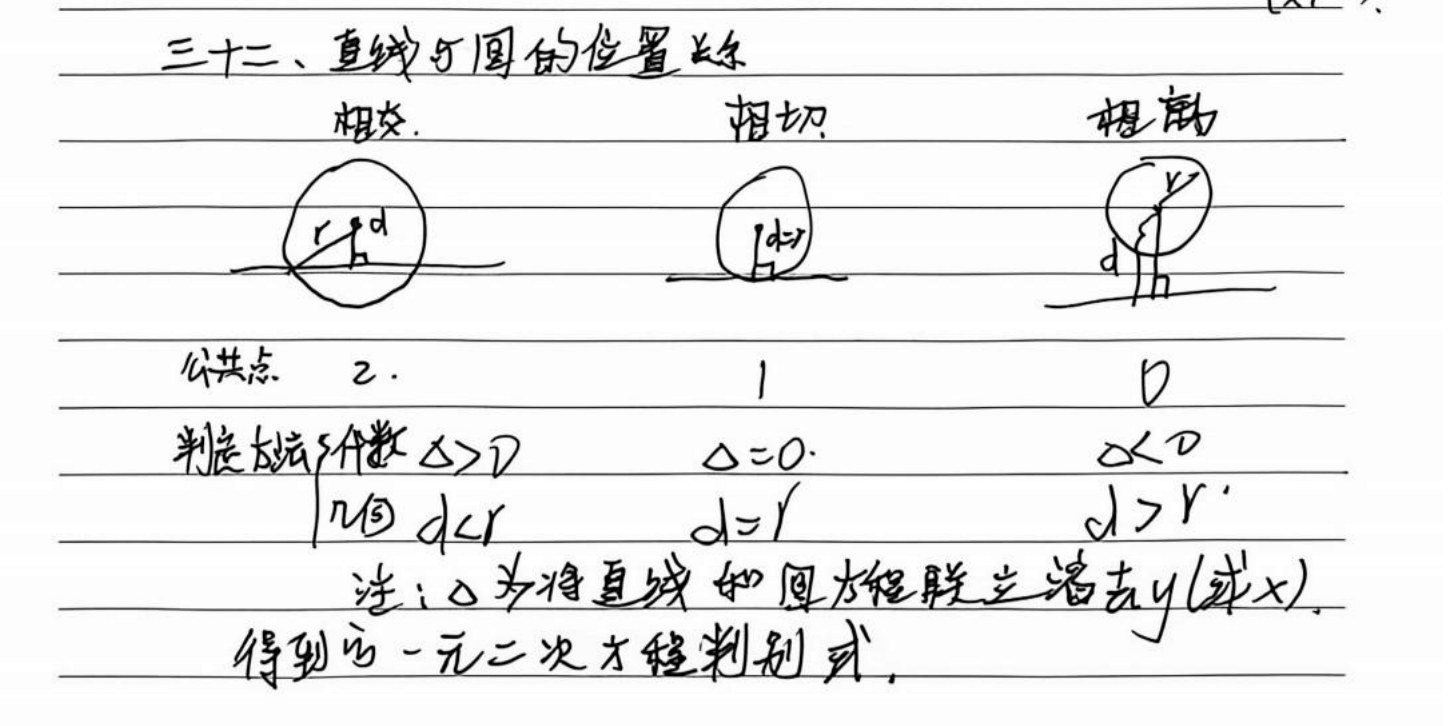 三十二、直线与圆的位置关系
相交. 相切 相离
r d d=r r d
公共点 2. 1 0
判定方法 代数 Δ>0 Δ=0. Δ<0
几何 d<r d=r d>r.
注：Δ为将直线和圆方程联立消去y(或x).
得到的一元二次方程判别式.